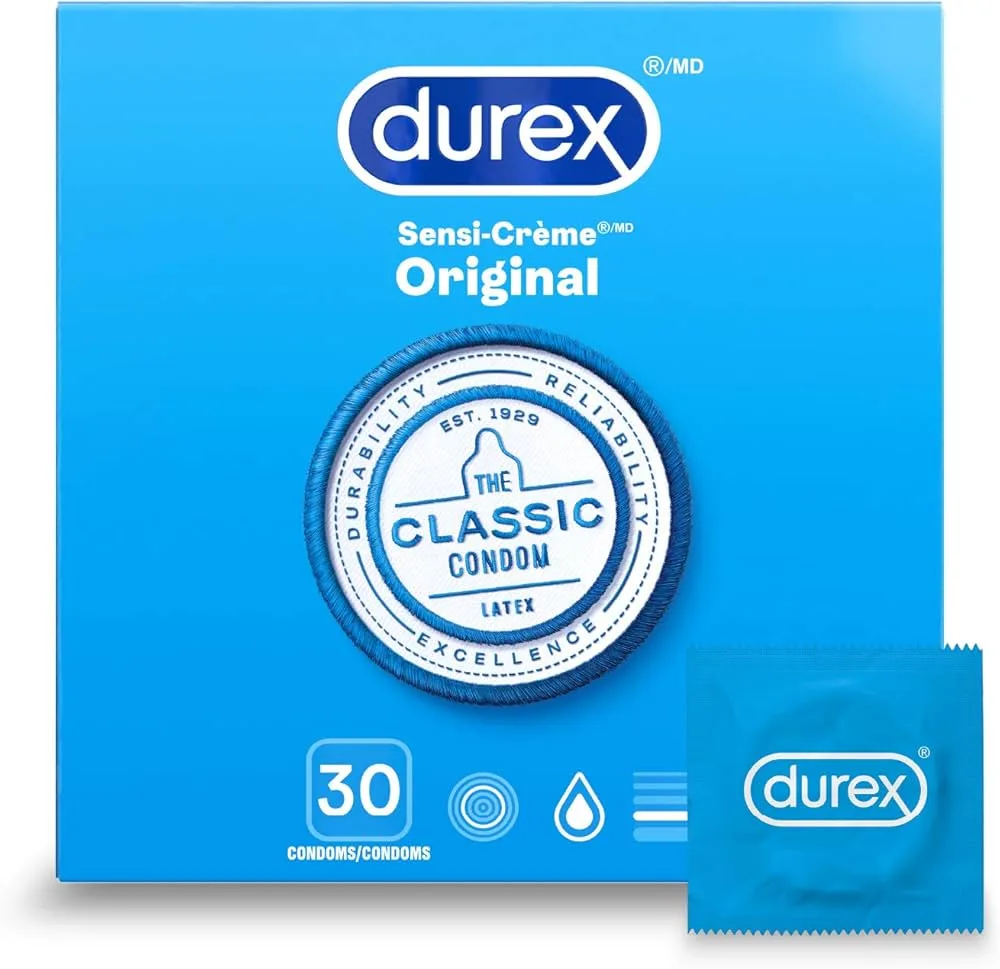 ®/MD
durex
Sensi-Crème®/MD
Original
DURABILITY
RELIABILITY
EXCELLENCE
EST. 1929
THE
CLASSIC
CONDOM
LATEX
30
CONDOMS/CONDOMS
durex®